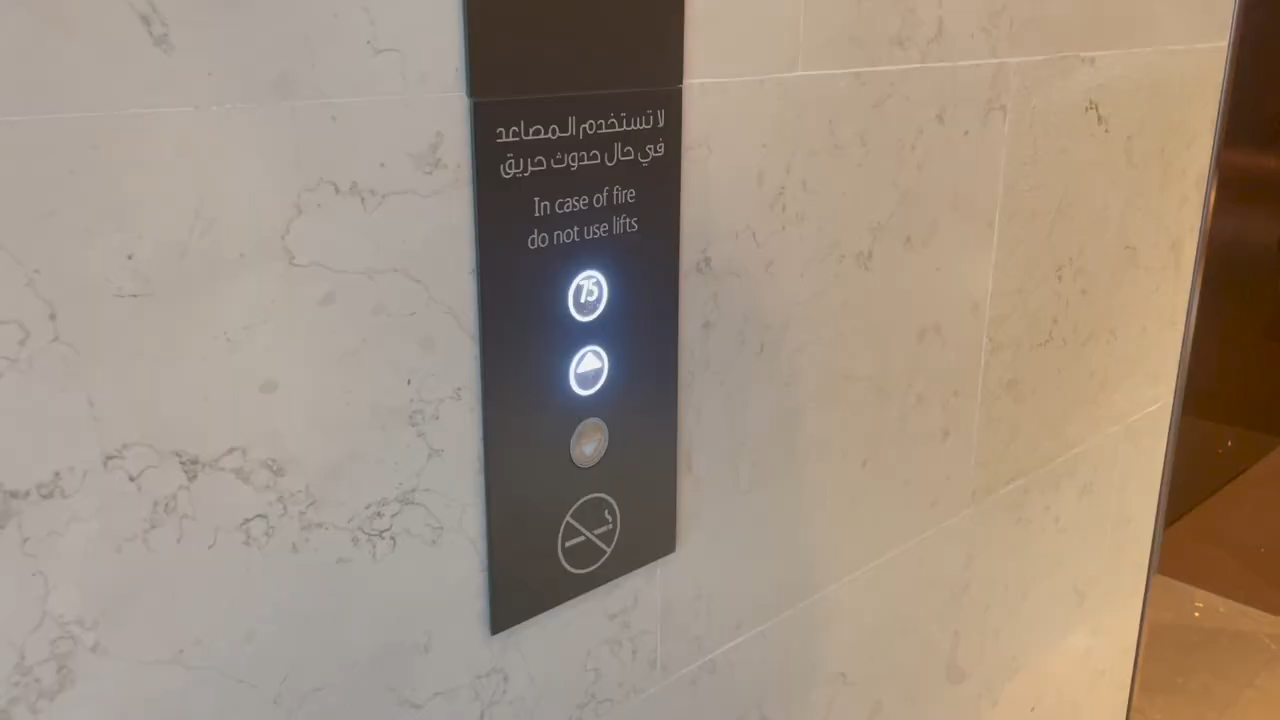 لا تستخدم المصاعد
في حال حدوث حريق
In case of fire
do not use lifts
75